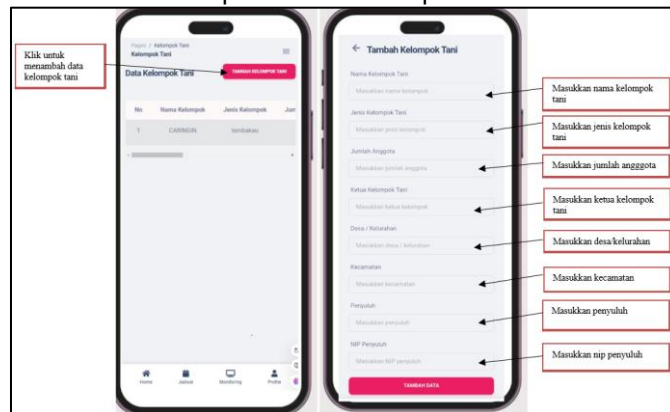 Klik untuk
menambah data
kelompok tani
Pages / Kelompok Tani
Kelompok Tani
Data Kelompok Tani
TAMBAH KELOMPOK TANI
No Nama Kelompok Jenis Kelompok Jum
1 CARINGIN tembakau
Home Jadwal Monitoring Profile
← Tambah Kelompok Tani
Nama Kelompok Tani
Masukkan nama kelompok
Jenis Kelompok Tani
Masukkan jenis kelompok
Jumlah Anggota
Masukkan jumlah anggota
Ketua Kelompok Tani
Masukkan ketua kelompok
Desa / Kelurahan
Masukkan desa / kelurahan
Kecamatan
Masukkan kecamatan
Penyuluh
Masukkan penyuluh
NIP Penyuluh
Masukkan NIP penyuluh
TAMBAH DATA
Masukkan nama kelompok
tani
Masukkan jenis kelompok
tani
Masukkan jumlah angggota
Masukkan ketua kelompok
tani
Masukkan desa/kelurahan
Masukkan kecamatan
Masukkan penyuluh
Masukkan nip penyuluh